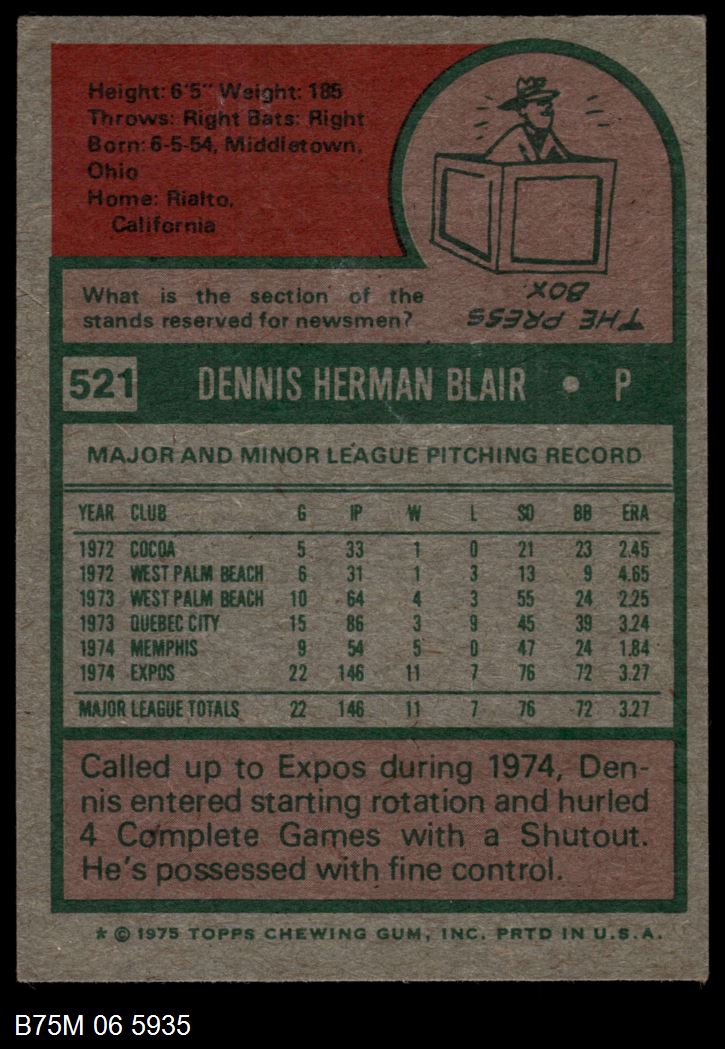 Height: 6'5" Weight: 185
Throws: Right Bats: Right
Born: 6-5-54, Middletown,
Ohio
Home: Rialto,
California
What is the section of the
stands reserved for newsmen?
THE PRESS
BOX
521 DENNIS HERMAN BLAIR • P
MAJOR AND MINOR LEAGUE PITCHING RECORD
YEAR CLUB G IP W L SO BB ERA
1972 COCOA 5 33 1 0 21 23 2.45
1972 WEST PALM BEACH 6 31 1 3 13 9 4.65
1973 WEST PALM BEACH 10 64 4 3 55 24 2.25
1973 QUEBEC CITY 15 86 3 9 45 39 3.24
1974 MEMPHIS 9 54 5 0 47 24 1.84
1974 EXPOS 22 146 11 7 76 72 3.27
MAJOR LEAGUE TOTALS 22 146 11 7 76 72 3.27
Called up to Expos during 1974, Den-
nis entered starting rotation and hurled
4 Complete Games with a Shutout.
He's possessed with fine control.
* © 1975 TOPPS CHEWING GUM, INC. PRTD IN U.S.A.
B75M 06 5935